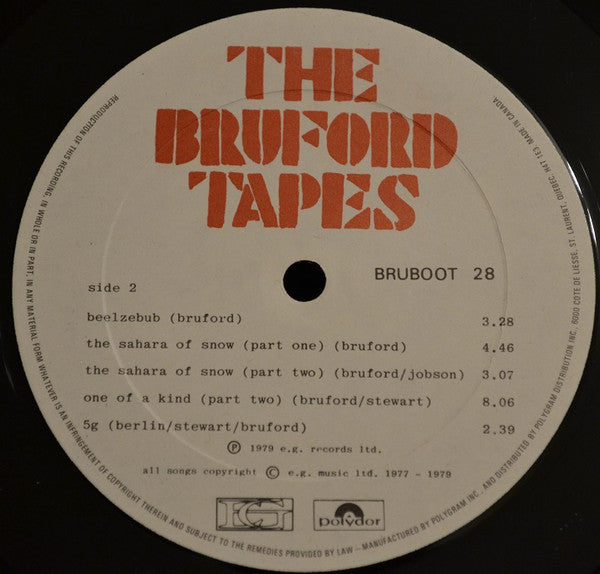 THE
BRUFORD
TAPES
BRUBOOT 28
side 2
beelzebub (bruford) 3.28
the sahara of snow (part one) (bruford) 4.46
the sahara of snow (part two) (bruford/jobson) 3.07
one of a kind (part two) (bruford/stewart) 8.06
5g (berlin/stewart/bruford) 2.39
Ⓟ 1979 e.g. records ltd.
all songs copyright © e.g. music ltd. 1977 - 1979
EG
polydor
REPRODUCTION OF THIS RECORDING, IN WHOLE OR IN PART, IN ANY MATERIAL FORM WHATEVER IS AN INFRINGEMENT OF COPYRIGHT THEREIN AND SUBJECT TO THE REMEDIES PROVIDED BY LAW – MANUFACTURED BY POLYGRAM INC., AND DISTRIBUTED BY POLYGRAM DISTRIBUTION INC., 6000 COTE DE LIESSE, ST. LAURENT, QUEBEC, H4T 1E3 MADE IN CANADA